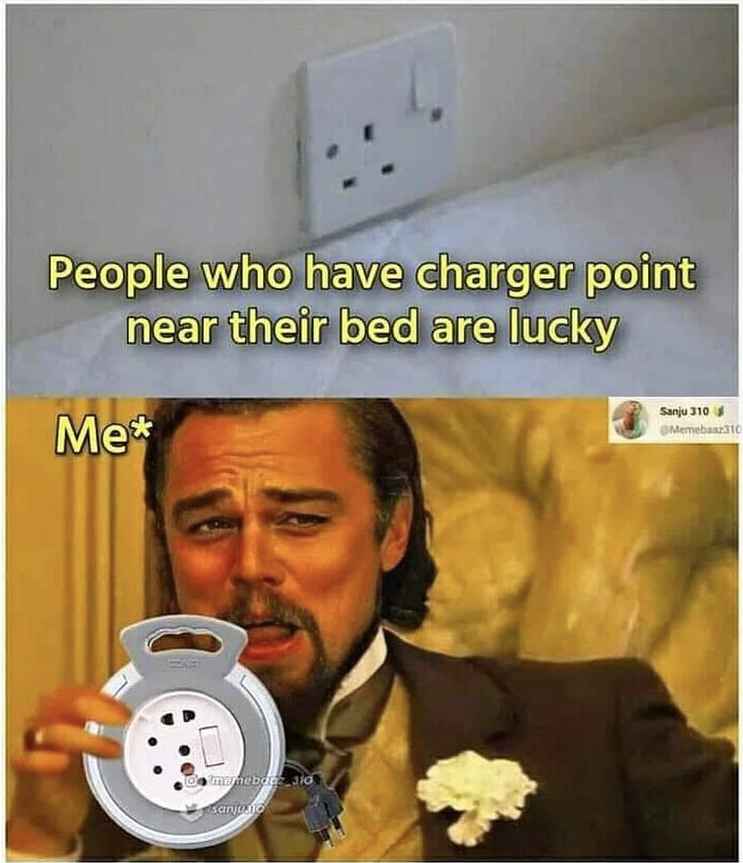 People who have charger point
near their bed are lucky
Me*
Sanju 310
@Memebaaz310
memebaaz_310
sanju310